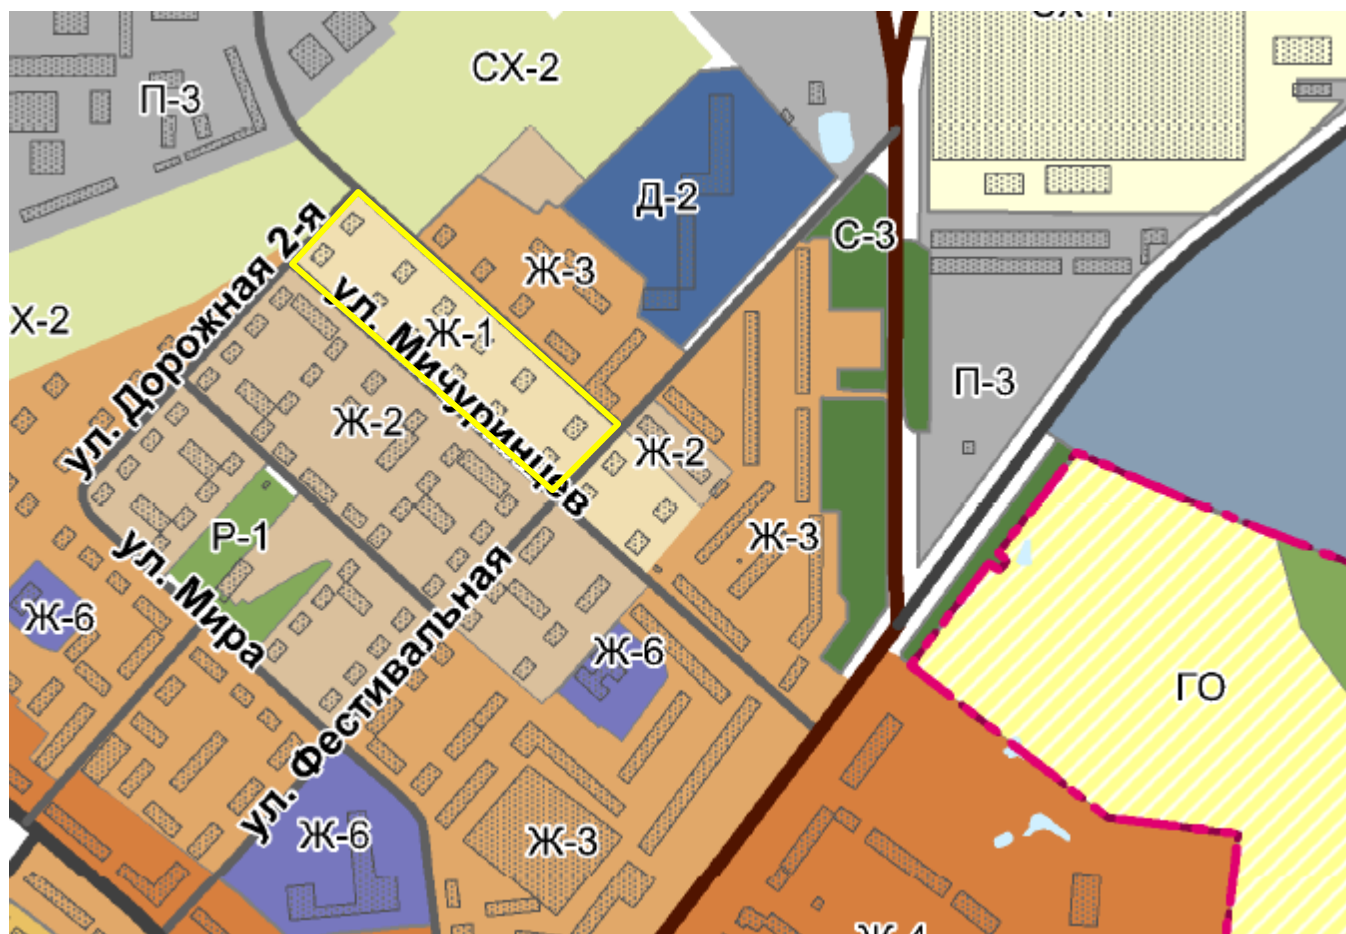 СХ-2
П-3
Д-2
ул. Дорожная 2-я
С-3
Ж-3
Х-2
ул. Мичуринцев
Ж-1
П-3
Ж-2
Ж-2
Р-1
Ж-3
ул. Мира
Ж-6
Ж-6
ул. Фестивальная
ГО
Ж-6
Ж-3